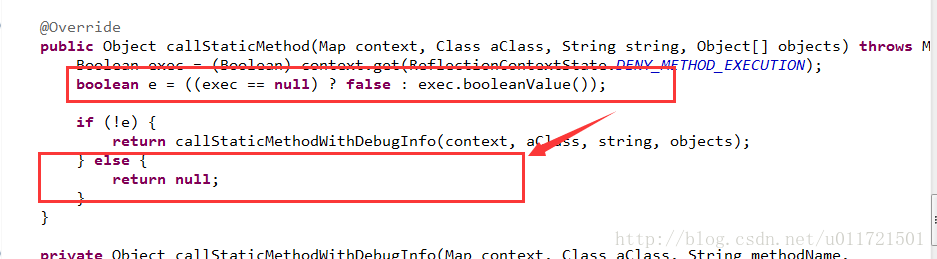 @Override
public Object callStaticMethod(Map context, Class aClass, String string, Object[] objects) throws M
Boolean exec = (Boolean) context.get(ReflectionContextState.DENY_METHOD_EXECUTION);
boolean e = ((exec == null) ? false : exec.booleanValue());
if (!e) {
return callStaticMethodWithDebugInfo(context, aClass, string, objects);
} else {
return null;
}
}
http://blog.csdn.net/u011721501
private Object callStaticMethodWithDebugInfo(Map context, Class aClass, String methodName,